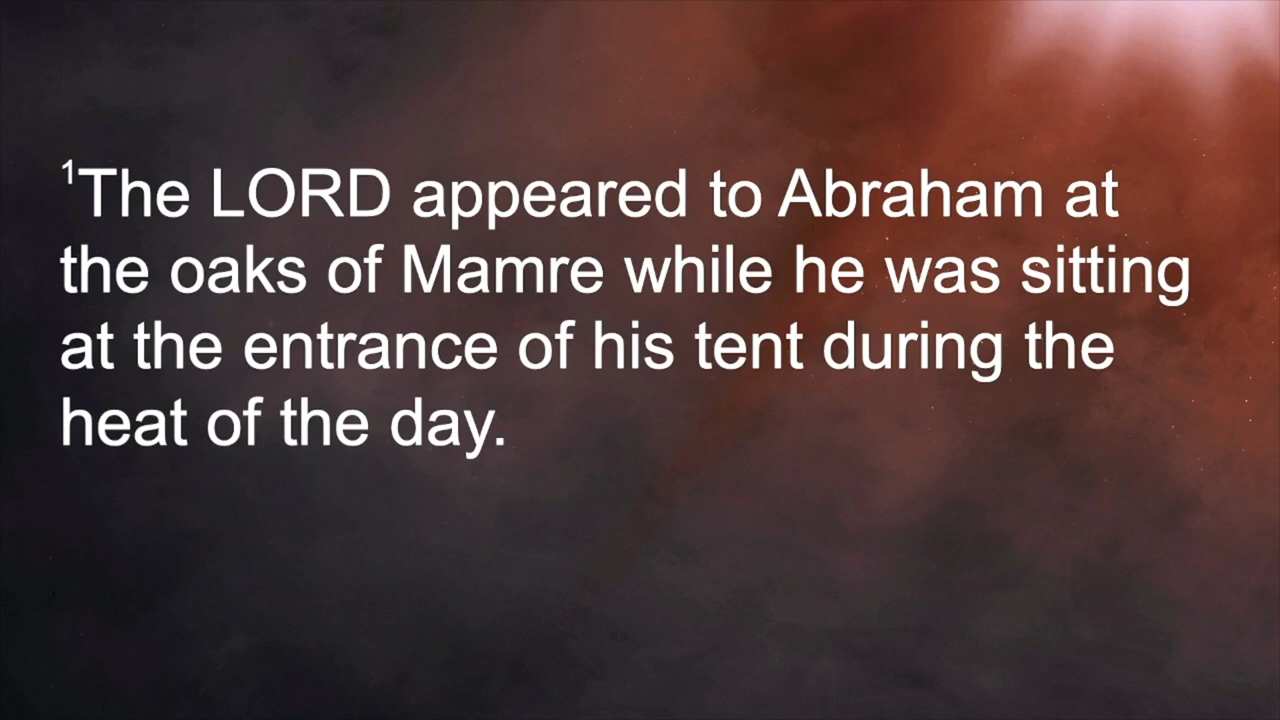 ¹The LORD appeared to Abraham at
the oaks of Mamre while he was sitting
at the entrance of his tent during the
heat of the day.